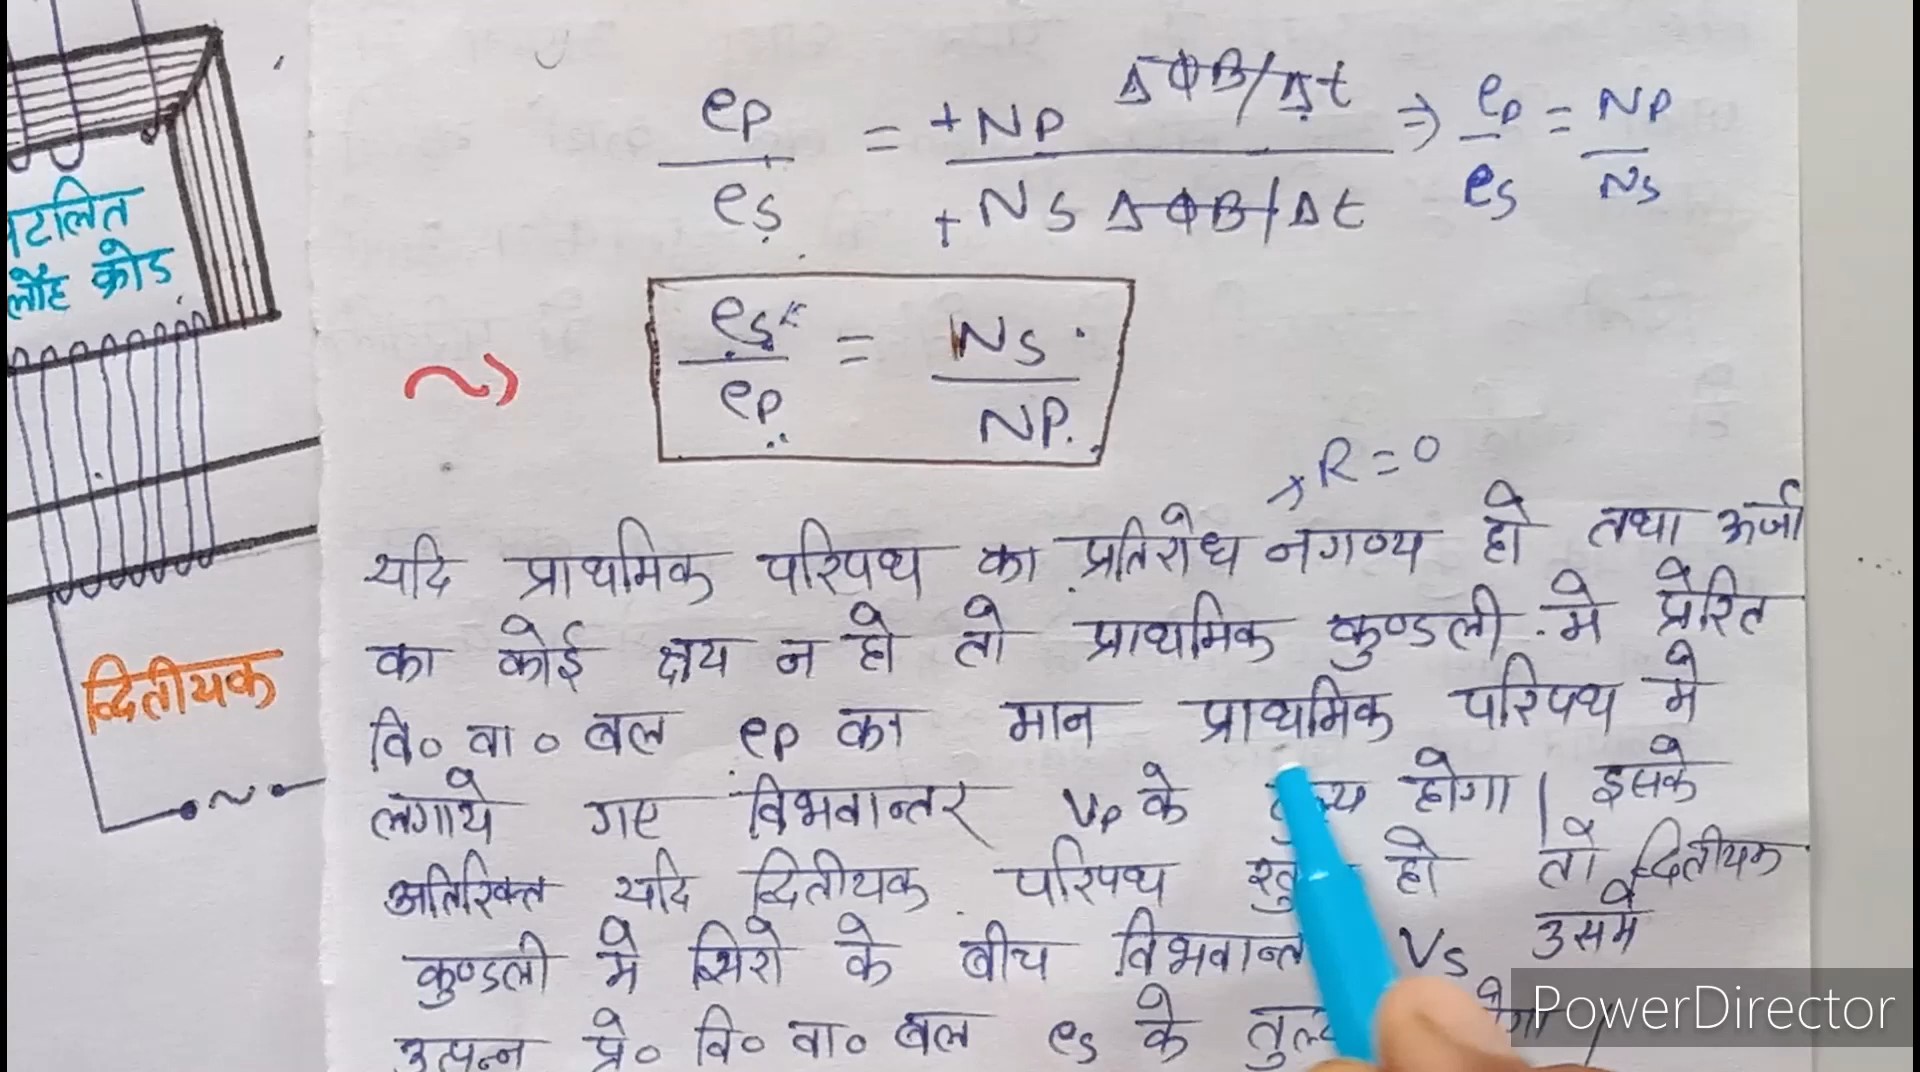 पटलित
लौह क्रोड
द्वितीयक
eP/eS = +NP ΔΦB/Δt / +NS ΔΦB/Δt ⇒ eP/eS = NP/NS
eS/eP = NS/NP
R = 0
यदि प्राथमिक परिपथ का प्रतिरोध नगण्य हो तथा ऊर्जा
का कोई क्षय न हो तो प्राथमिक कुण्डली में प्रेरित
वि० वा० बल eP का मान प्राथमिक परिपथ में
लगाये गए विभवान्तर VP के होगा। इसके
अतिरिक्त यदि द्वितीयक परिपथ हो तो द्वितीयक
कुण्डली में सिरो के बीच VS उसमें
उत्पन्न प्रे० वि० वा० बल eS के
PowerDirector